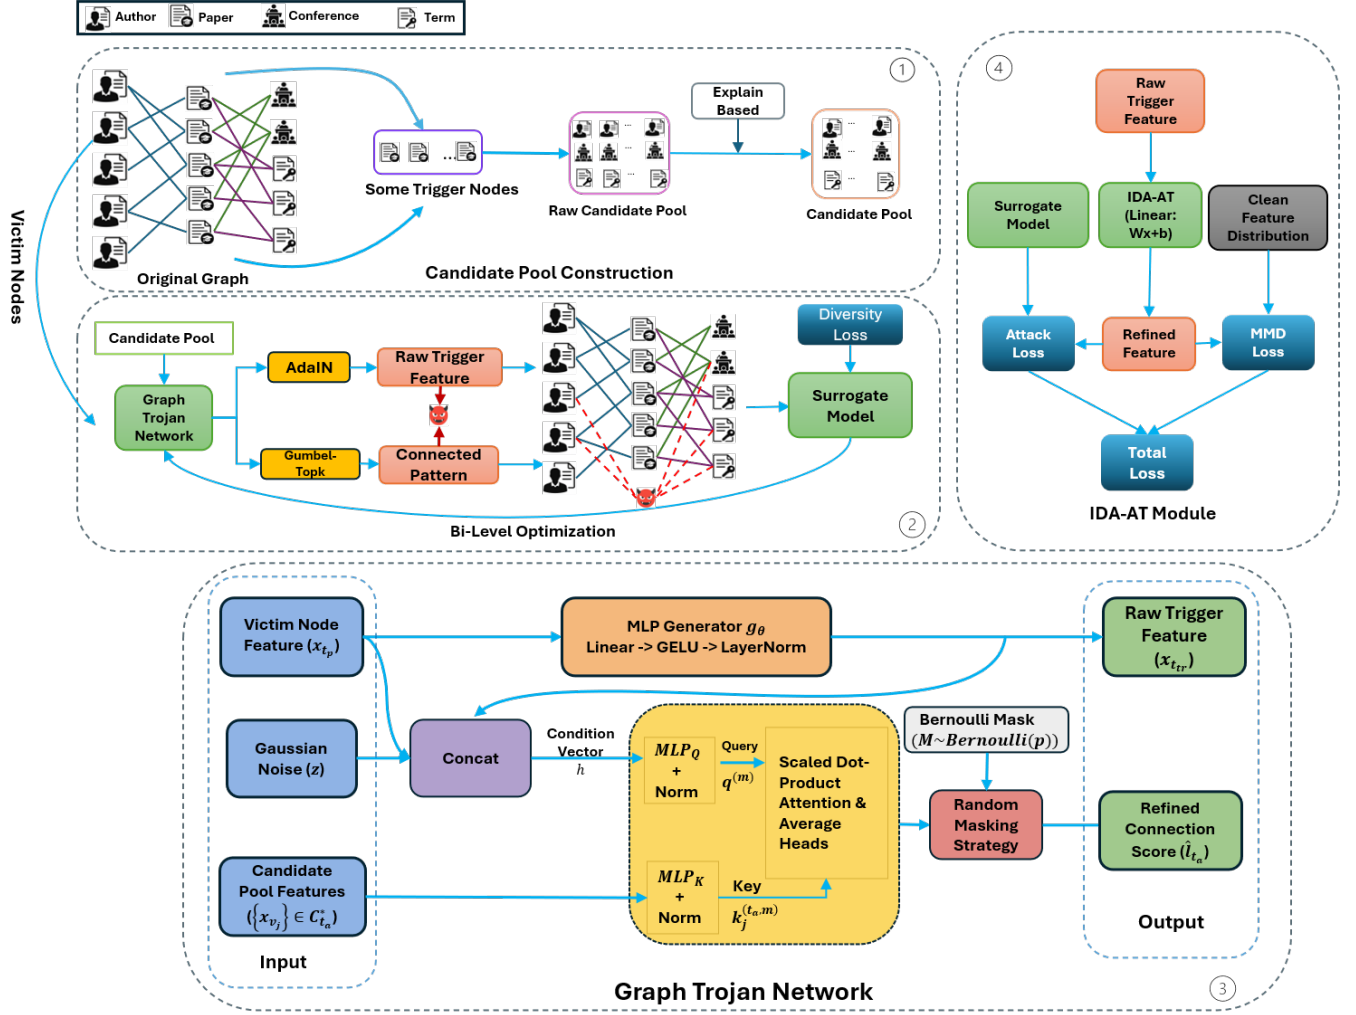 Author
Paper
Conference
Term
1
Some Trigger Nodes
Original Graph
Raw Candidate Pool
Explain
Based
Candidate Pool
Candidate Pool Construction
Victim Nodes
Candidate Pool
Graph
Trojan
Network
AdaIN
Gumbel-
Topk
Raw Trigger
Feature
Connected
Pattern
Diversity
Loss
Surrogate
Model
Bi-Level Optimization
2
4
Raw
Trigger
Feature
Surrogate
Model
IDA-AT
(Linear:
Wx+b)
Clean
Feature
Distribution
Attack
Loss
Refined
Feature
MMD
Loss
Total
Loss
IDA-AT Module
Victim Node
Feature ($x_{t_p}$)
Gaussian
Noise (z)
Candidate
Pool Features
($\{x_{v_j}\} \in C^*_{t_a}$)
Input
MLP Generator $g_\theta$
Linear -> GELU -> LayerNorm
Concat
Condition
Vector
h
$MLP_Q$
+
Norm
Query
$q^{(m)}$
Scaled Dot-
Product
Attention &
Average
Heads
$MLP_K$
+
Norm
Key
$k_j^{(t_a,m)}$
Bernoulli Mask
(M~Bernoulli(p))
Random
Masking
Strategy
Raw Trigger
Feature
($x_{t_{tr}}$)
Refined
Connection
Score ($\hat{l}_{t_a}$)
Output
Graph Trojan Network
3